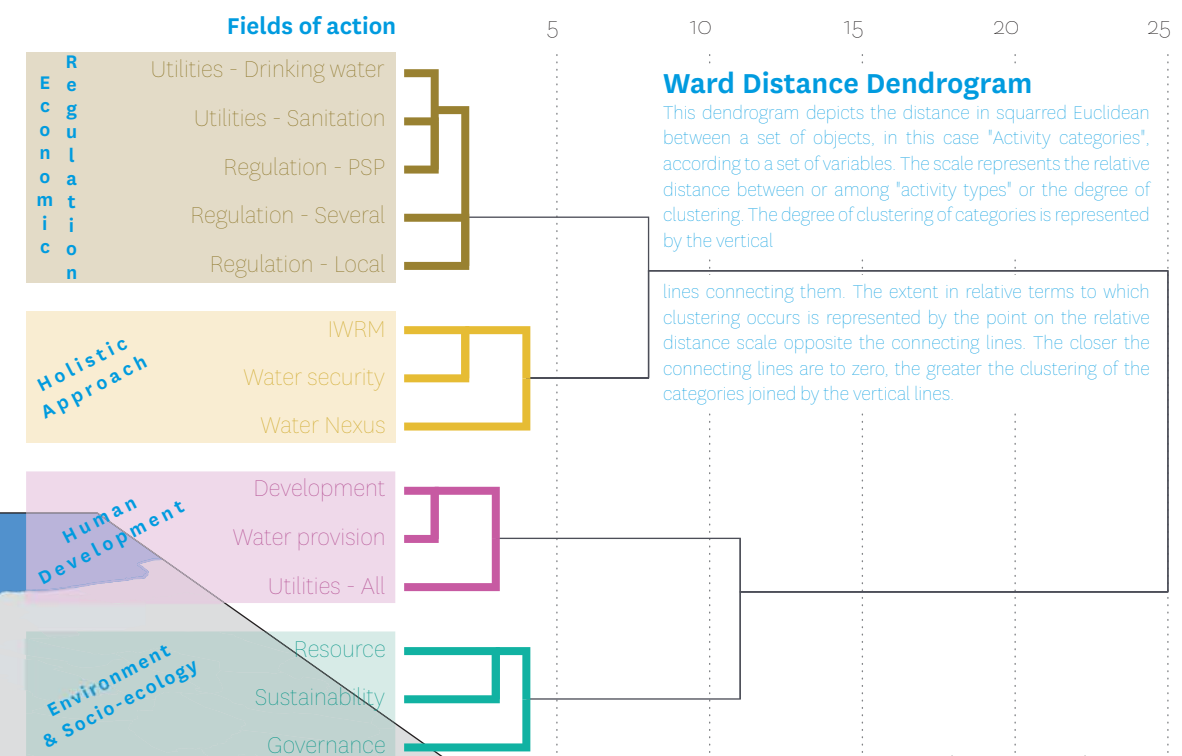 Fields of action
5
10
15
20
25
Economic
Regulation
Utilities - Drinking water
Utilities - Sanitation
Regulation - PSP
Regulation - Several
Regulation - Local
Ward Distance Dendrogram
This dendrogram depicts the distance in squarred Euclidean
between a set of objects, in this case "Activity categories",
according to a set of variables. The scale represents the relative
distance between or among "activity types" or the degree of
clustering. The degree of clustering of categories is represented
by the vertical
lines connecting them. The extent in relative terms to which
clustering occurs is represented by the point on the relative
distance scale opposite the connecting lines. The closer the
connecting lines are to zero, the greater the clustering of the
categories joined by the vertical lines.
Holistic
Approach
IWRM
Water security
Water Nexus
Human
Development
Development
Water provision
Utilities - All
Environment
& Socio-ecology
Resource
Sustainability
Governance